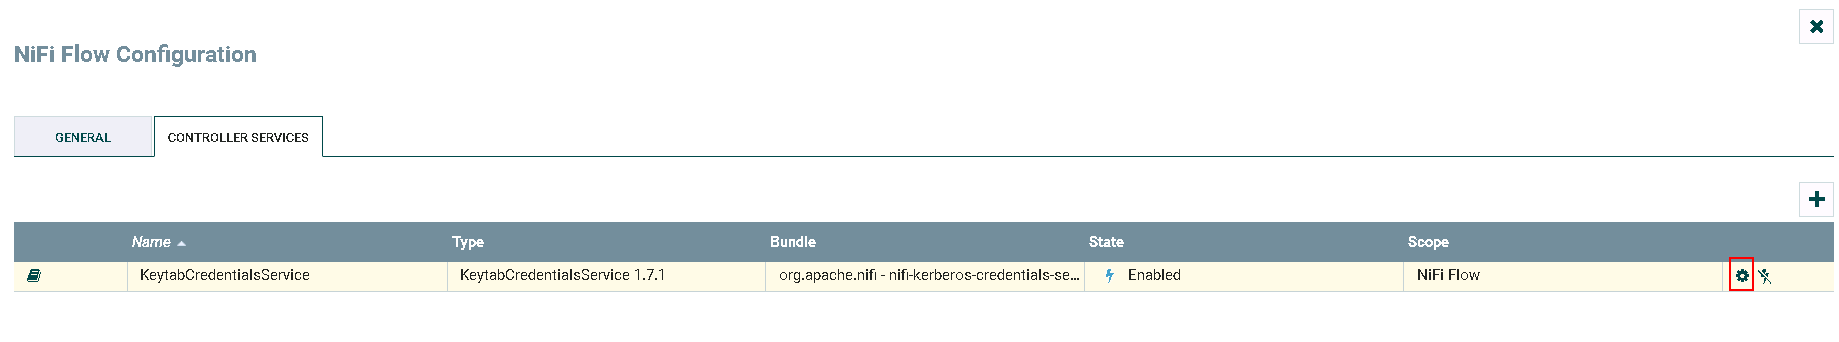 NiFi Flow Configuration
GENERAL CONTROLLER SERVICES
Name Type Bundle State Scope
KeytabCredentialsService KeytabCredentialsService 1.7.1 org.apache.nifi - nifi-kerberos-credentials-se... Enabled NiFi Flow